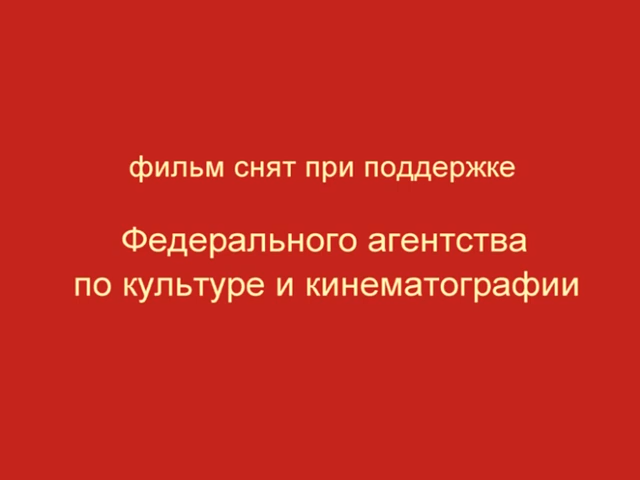 фильм снят при поддержке
Федерального агентства
по культуре и кинематографии